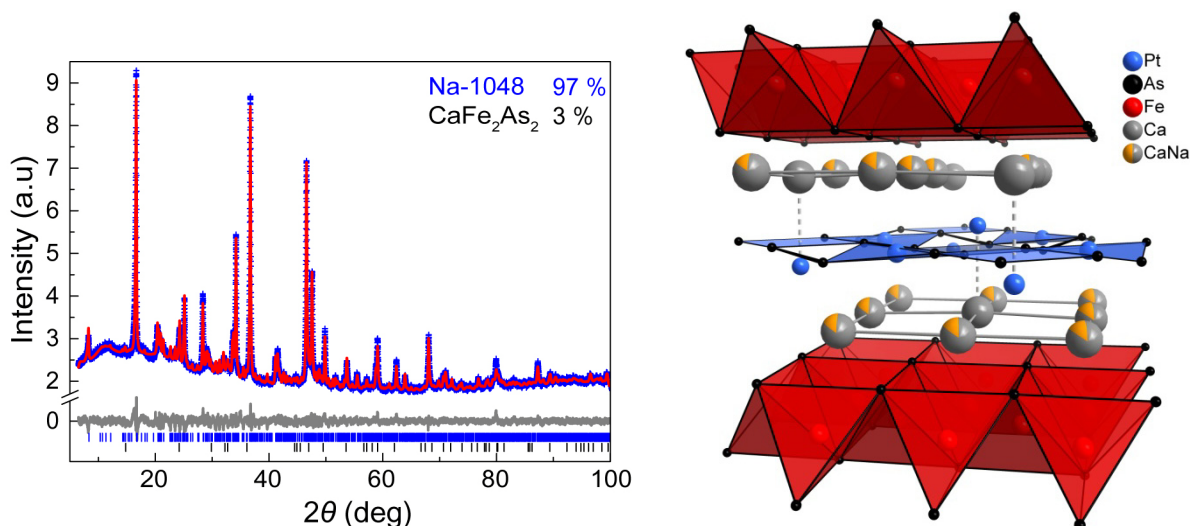 Na-1048 97 %
CaFe₂As₂ 3 %
Intensity (a.u)
9
8
7
6
5
4
3
2
0
20
40
60
80
100
2θ (deg)
Pt
As
Fe
Ca
CaNa